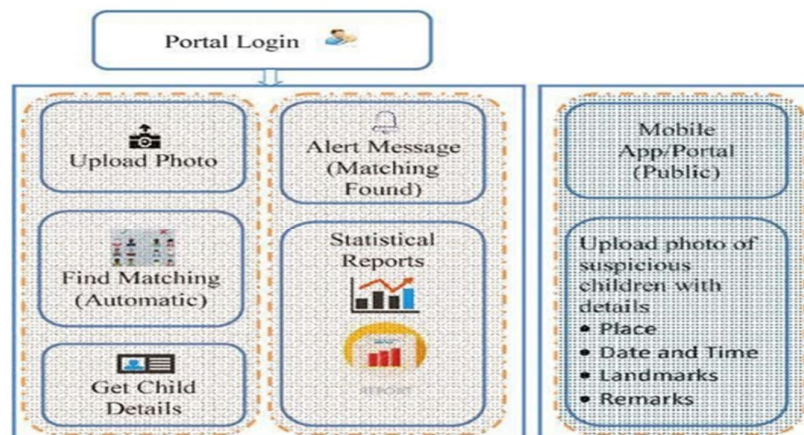 Portal Login
Upload Photo
Find Matching
(Automatic)
Get Child
Details
Alert Message
(Matching
Found)
Statistical
Reports
REPORT
Mobile
App/Portal
(Public)
Upload photo of
suspicious
children with
details
• Place
• Date and Time
• Landmarks
• Remarks